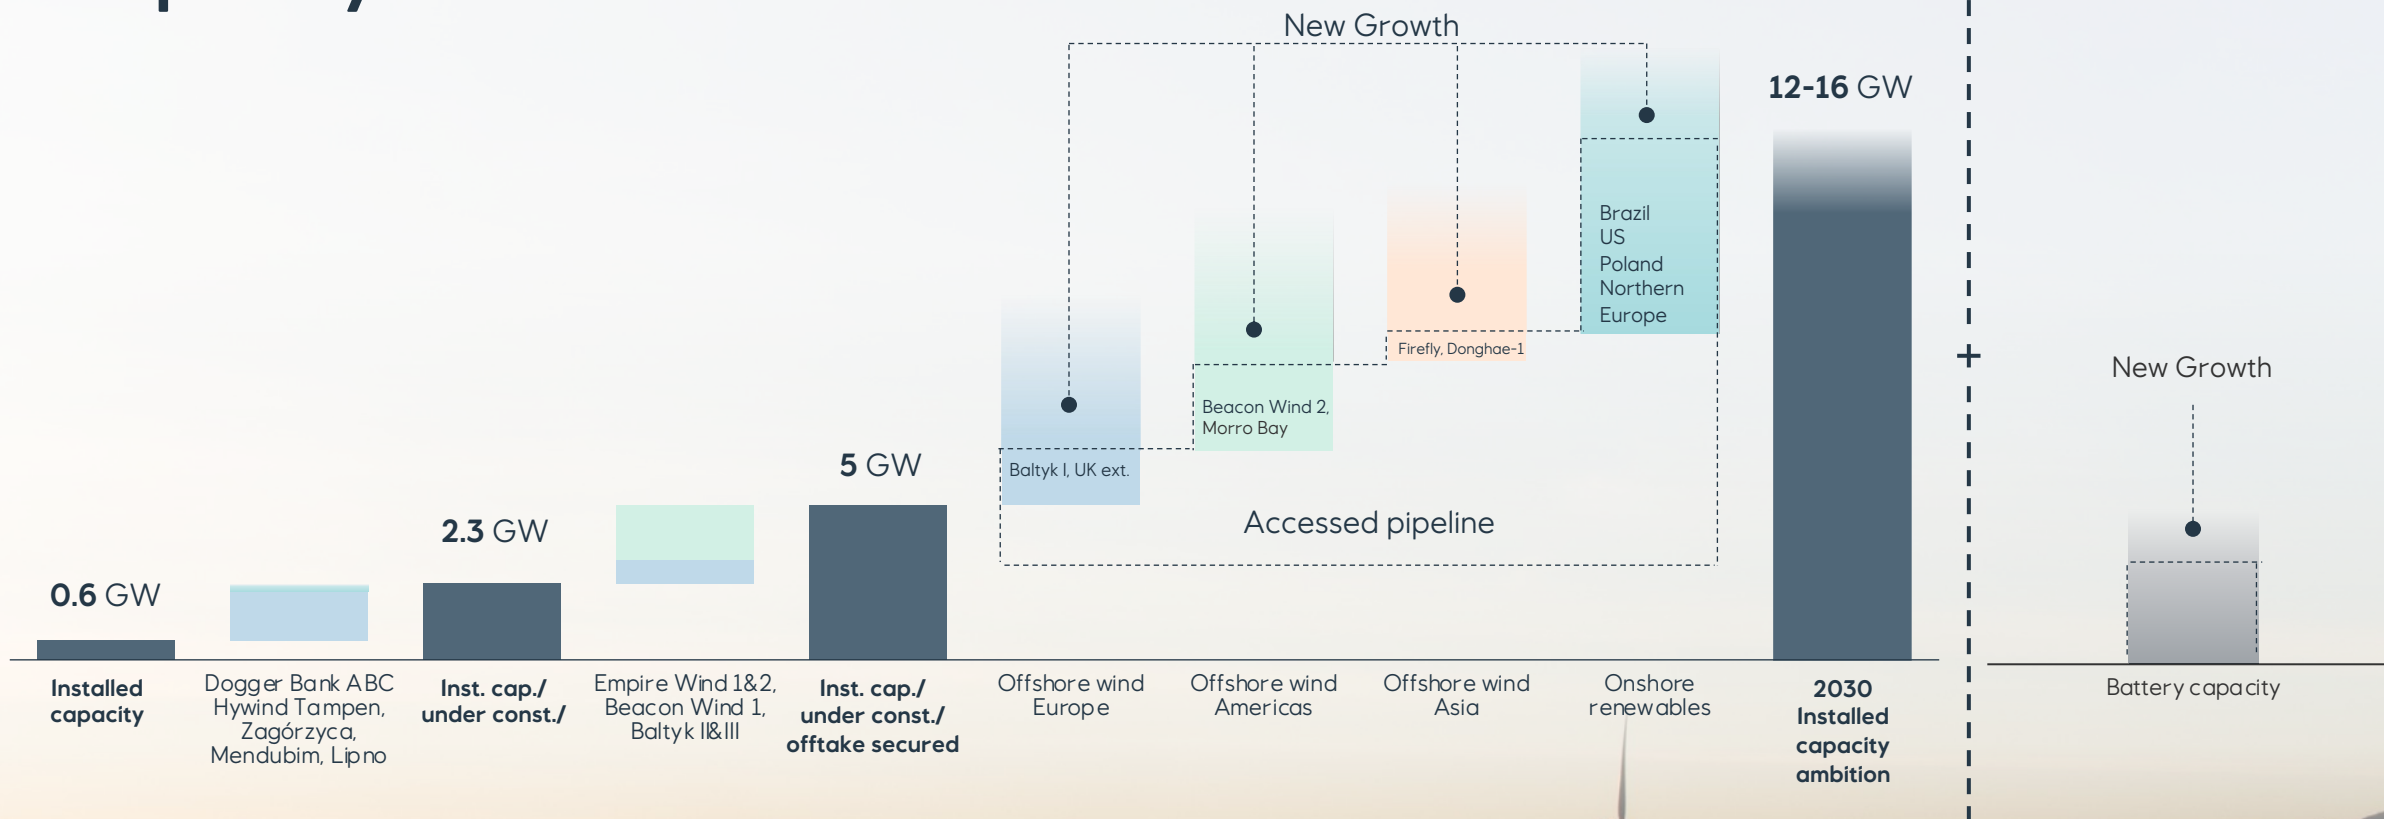 New Growth
12-16 GW
Brazil
US
Poland
Northern
Europe
Firefly, Donghae-1
New Growth
Beacon Wind 2,
Morro Bay
Baltyk I, UK ext.
5 GW
Accessed pipeline
2.3 GW
0.6 GW
+
Installed
capacity
Dogger Bank ABC
Hywind Tampen,
Zagórzyca,
Mendubim, Lipno
Inst. cap./
under const./
Empire Wind 1&2,
Beacon Wind 1,
Baltyk II&III
Inst. cap./
under const./
offtake secured
Offshore wind
Europe
Offshore wind
Americas
Offshore wind
Asia
Onshore
renewables
2030
Installed
capacity
ambition
Battery capacity